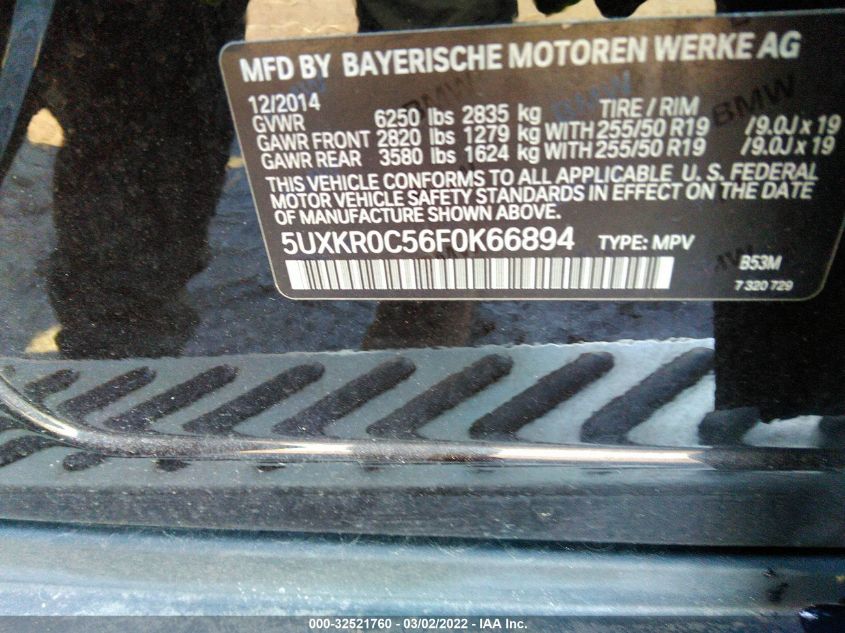 MFD BY BAYERISCHE MOTOREN WERKE AG
12/2014 TIRE / RIM
GVWR 6250 lbs 2835 kg
GAWR FRONT 2820 lbs 1279 kg WITH 255/50 R19 /9.0J x 19
GAWR REAR 3580 lbs 1624 kg WITH 255/50 R19 /9.0J x 19
THIS VEHICLE CONFORMS TO ALL APPLICABLE U. S. FEDERAL
MOTOR VEHICLE SAFETY STANDARDS IN EFFECT ON THE DATE
OF MANUFACTURE SHOWN ABOVE.
5UXKR0C56F0K66894 TYPE: MPV B53M
7 320 729
000-32521760 - 03/02/2022 - IAA Inc.